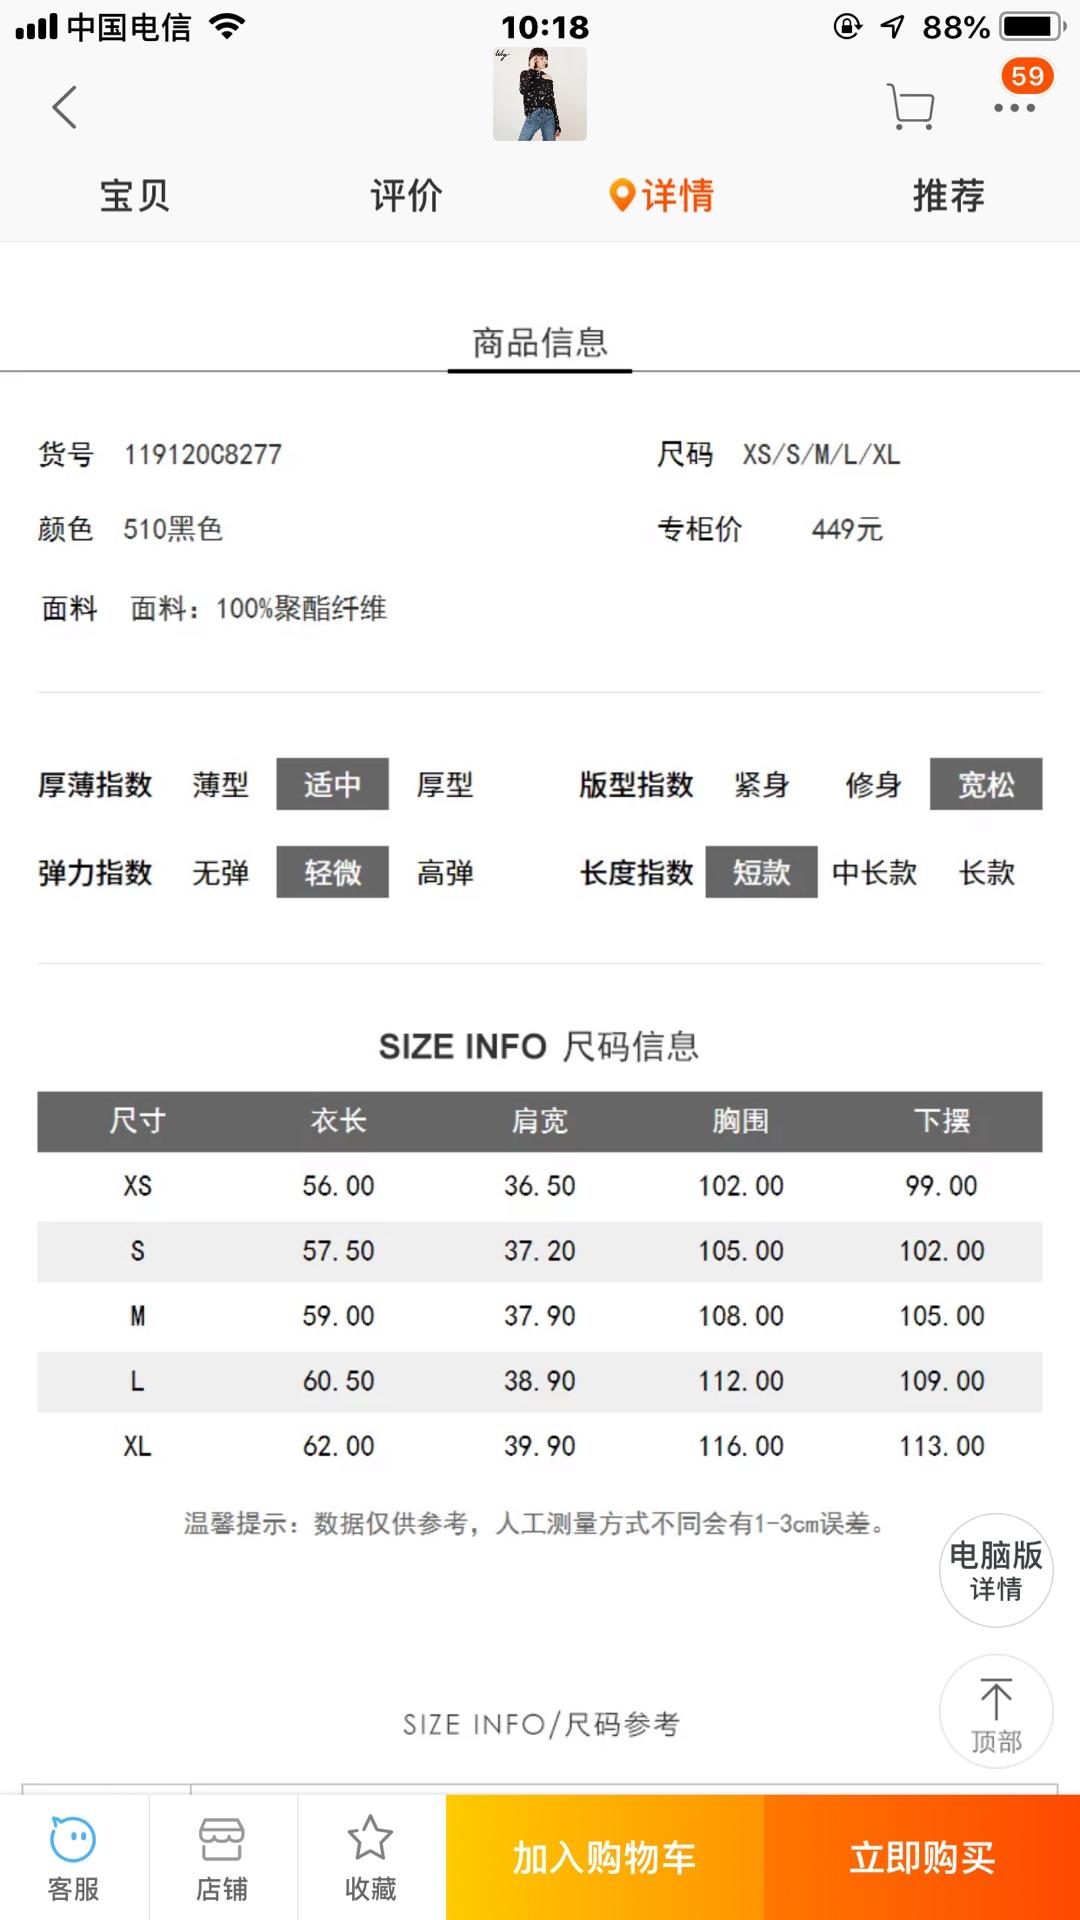 中国电信 10:18 88%
59
宝贝 评价 详情 推荐
商品信息
货号 119120C8277 尺码 XS/S/M/L/XL
颜色 510黑色 专柜价 449元
面料 面料：100%聚酯纤维
厚薄指数 薄型 适中 厚型 版型指数 紧身 修身 宽松
弹力指数 无弹 轻微 高弹 长度指数 短款 中长款 长款
SIZE INFO 尺码信息
尺寸 衣长 肩宽 胸围 下摆
XS 56.00 36.50 102.00 99.00
S 57.50 37.20 105.00 102.00
M 59.00 37.90 108.00 105.00
L 60.50 38.90 112.00 109.00
XL 62.00 39.90 116.00 113.00
温馨提示：数据仅供参考，人工测量方式不同会有1-3cm误差。
电脑版
详情
SIZE INFO/尺码参考
顶部
客服 店铺 收藏 加入购物车 立即购买